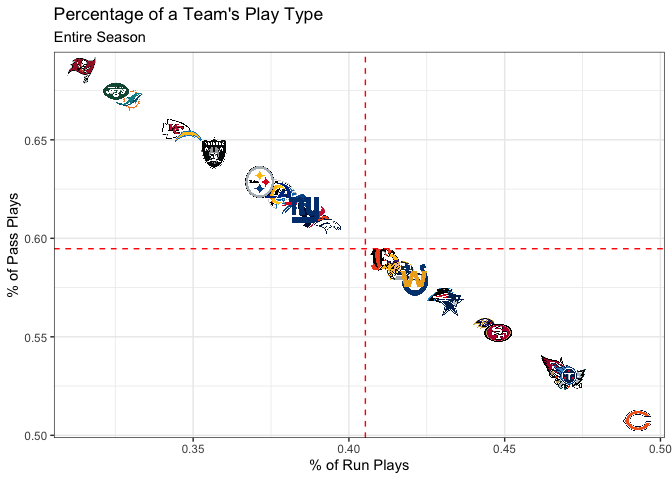 Percentage of a Team's Play Type
Entire Season
% of Pass Plays
0.65
0.60
0.55
0.50
0.35
0.40
0.45
0.50
% of Run Plays